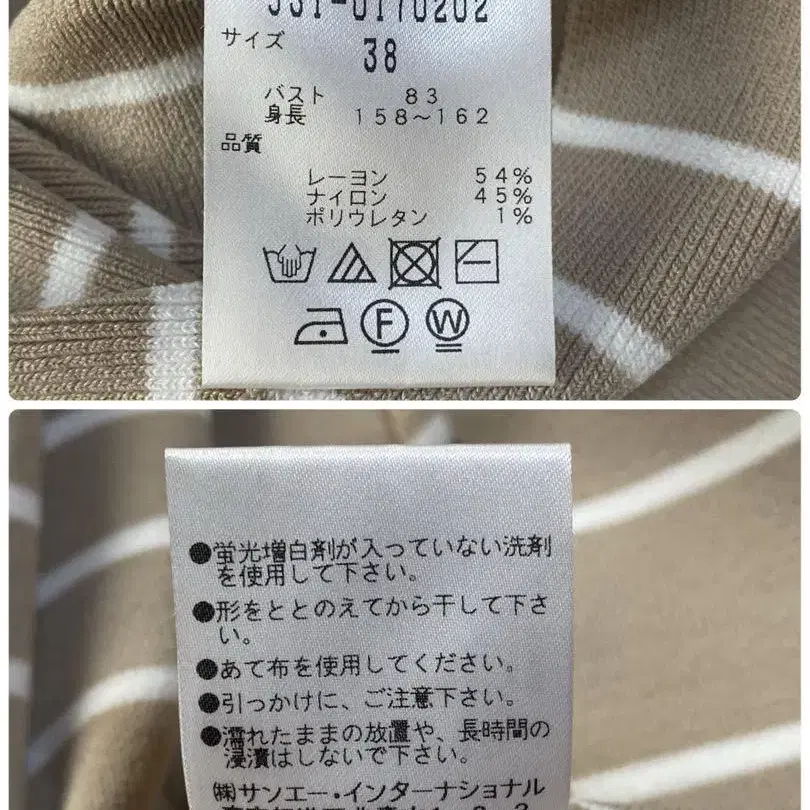 サイズ
38
バスト 83
身長 158～162
品質
レーヨン 54%
ナイロン 45%
ポリウレタン 1%
F W
●蛍光増白剤が入っていない洗剤
を使用して下さい。
●形をととのえてから干して下さ
い。
●あて布を使用してください。
●引っかけに、ご注意下さい。
●濡れたままの放置や、長時間の
浸漬はしないで下さい。
㈱サンエー・インターナショナル